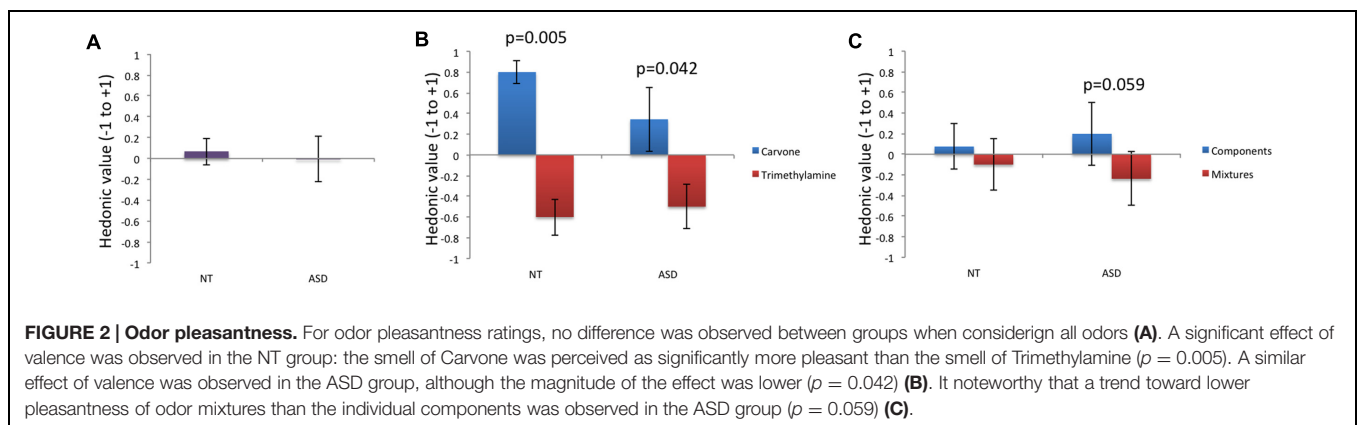 A
Hedonic value (-1 to +1)
1
0.8
0.6
0.4
0.2
0
-0.2
-0.4
-0.6
-0.8
-1
NT
ASD
B
p=0.005
p=0.042
Hedonic value (-1 to +1)
1
0.8
0.6
0.4
0.2
0
-0.2
-0.4
-0.6
-0.8
-1
NT
ASD
Carvone
Trimethylamine
C
p=0.059
Hedonic value (-1 to +1)
1
0.8
0.6
0.4
0.2
0
-0.2
-0.4
-0.6
-0.8
-1
NT
ASD
Components
Mixtures
FIGURE 2 | Odor pleasantness. For odor pleasantness ratings, no difference was observed between groups when considerign all odors (A). A significant effect of
valence was observed in the NT group: the smell of Carvone was perceived as significantly more pleasant than the smell of Trimethylamine (p = 0.005). A similar
effect of valence was observed in the ASD group, although the magnitude of the effect was lower (p = 0.042) (B). It noteworthy that a trend toward lower
pleasantness of odor mixtures than the individual components was observed in the ASD group (p = 0.059) (C).